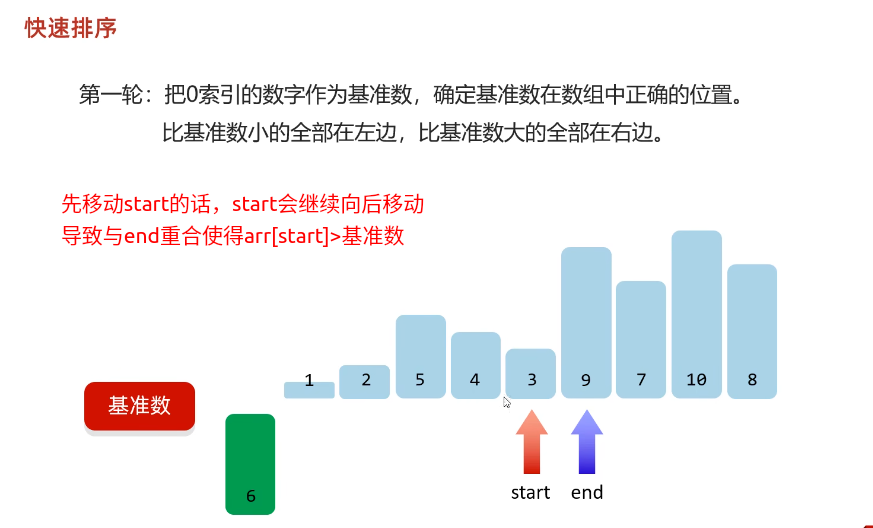 快速排序
第一轮：把0索引的数字作为基准数，确定基准数在数组中正确的位置。
比基准数小的全部在左边，比基准数大的全部在右边。
先移动start的话，start会继续向后移动
导致与end重合使得arr[start]>基准数
1 2 5 4 3 9 7 10 8
基准数
6
start end